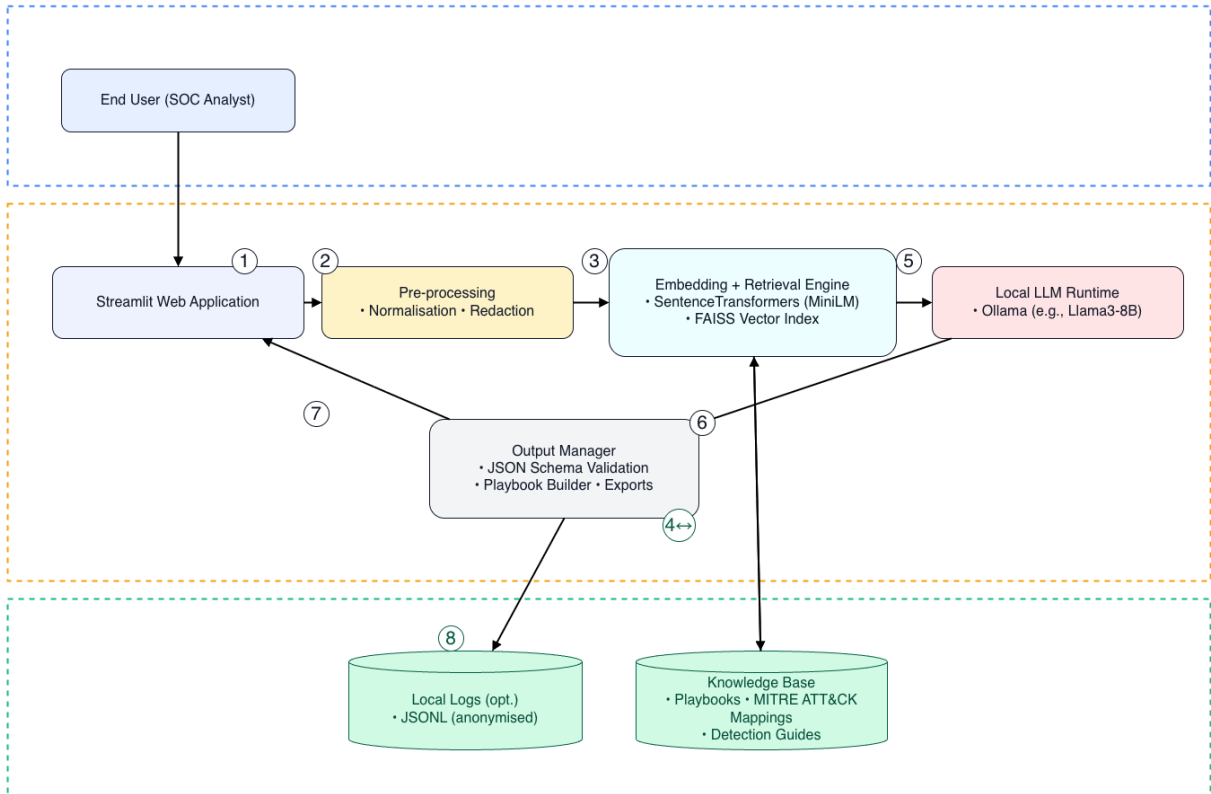 End User (SOC Analyst)
1
2
3
5
Streamlit Web Application
Pre-processing
• Normalisation • Redaction
Embedding + Retrieval Engine
• SentenceTransformers (MiniLM)
• FAISS Vector Index
Local LLM Runtime
• Ollama (e.g., Llama3-8B)
7
6
Output Manager
• JSON Schema Validation
• Playbook Builder • Exports
4↔
8
Local Logs (opt.)
• JSONL (anonymised)
Knowledge Base
• Playbooks • MITRE ATT&CK
Mappings
• Detection Guides